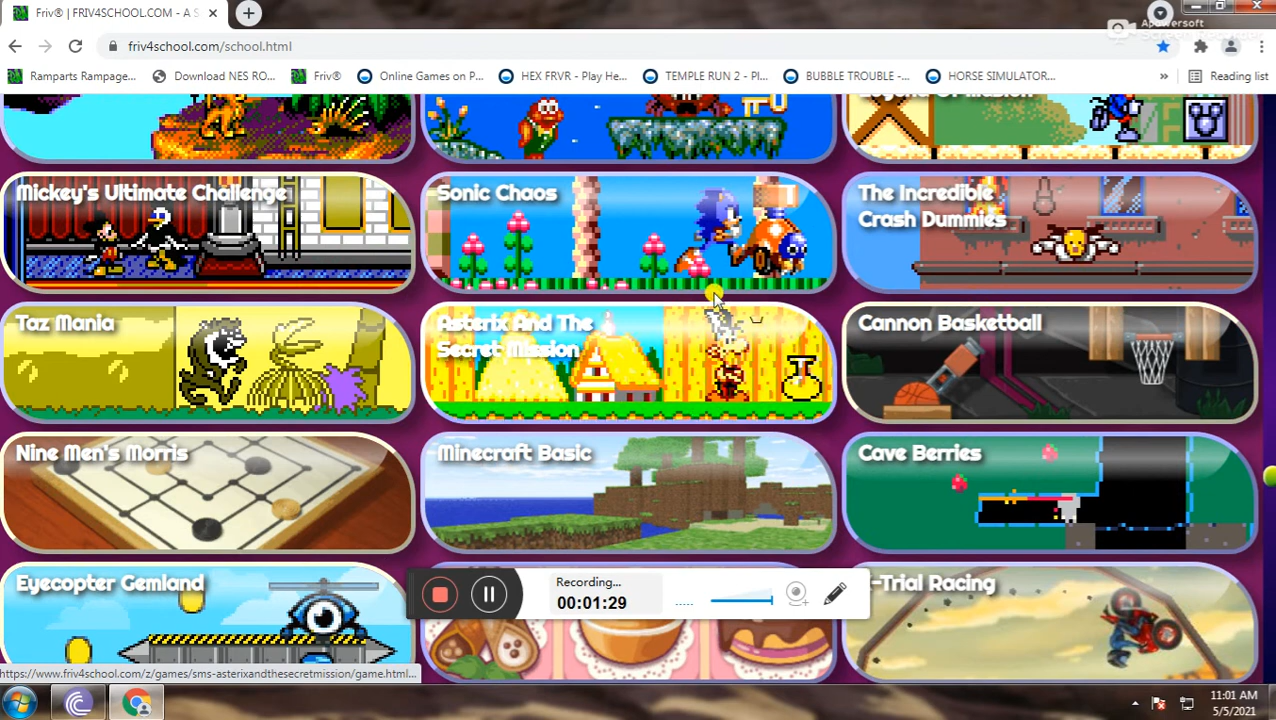 Friv® | FRIV4SCHOOL.COM - A S
Apowersoft
Screen Recorder
friv4school.com/school.html
Ramparts Rampage...
Download NES RO...
Friv®
Online Games on P...
HEX FRVR - Play He...
TEMPLE RUN 2 - Pl...
BUBBLE TROUBLE -...
HORSE SIMULATOR...
»
Reading list
Mickey's Ultimate Challenge
Sonic Chaos
The Incredible
Crash Dummies
Taz Mania
Asterix And The
Secret Mission
Cannon Basketball
Nine Men's Morris
Minecraft Basic
Cave Berries
Eyecopter Gemland
-Trial Racing
Recording...
00:01:29
https://www.friv4school.com/z/games/sms-asterixandthesecretmission/game.html...
11:01 AM
5/5/2021